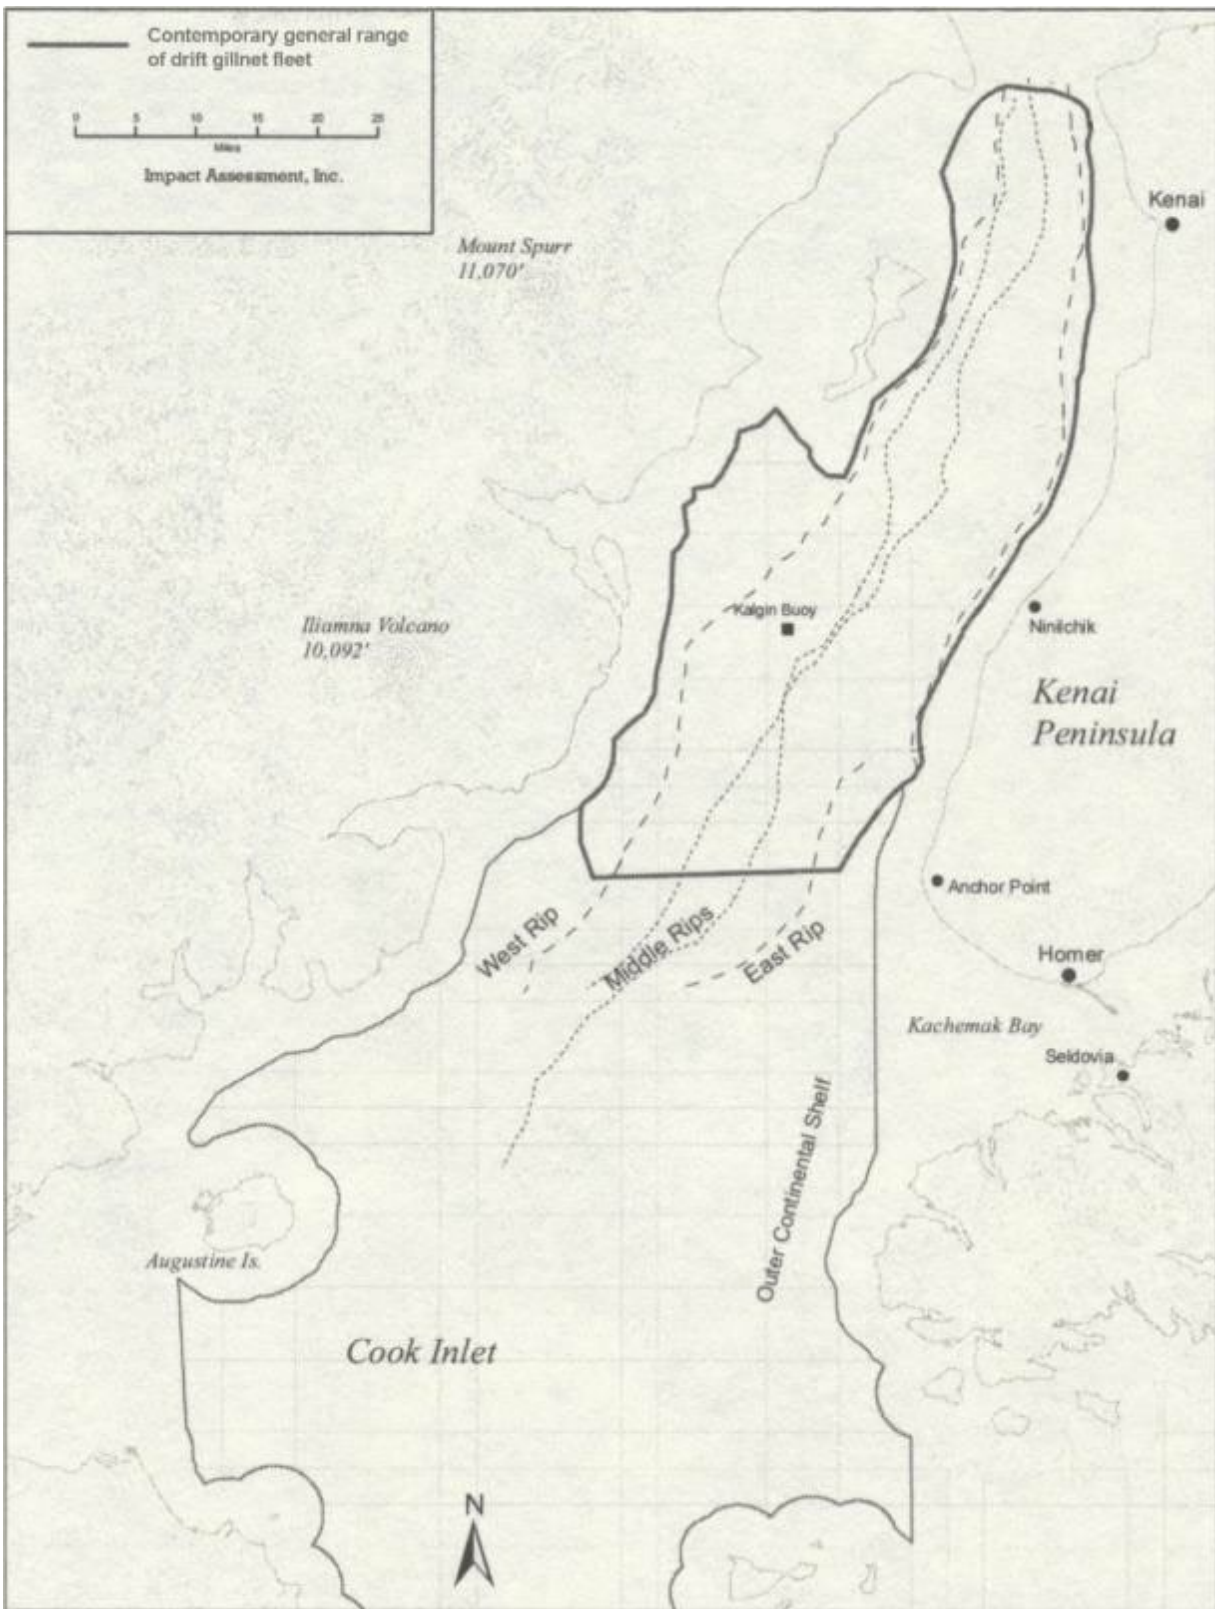 Contemporary general range
of drift gillnet fleet
0 5 10 15 20 25
Miles
Impact Assessment, Inc.
Kenai
Mount Spurr
11,070'
Kalgin Buoy
Ninilchik
Iliamna Volcano
10,092'
Kenai
Peninsula
Anchor Point
West Rip
Middle Rips
East Rip
Homer
Kachemak Bay
Seldovia
Outer Continental Shelf
Augustine Is.
Cook Inlet
N